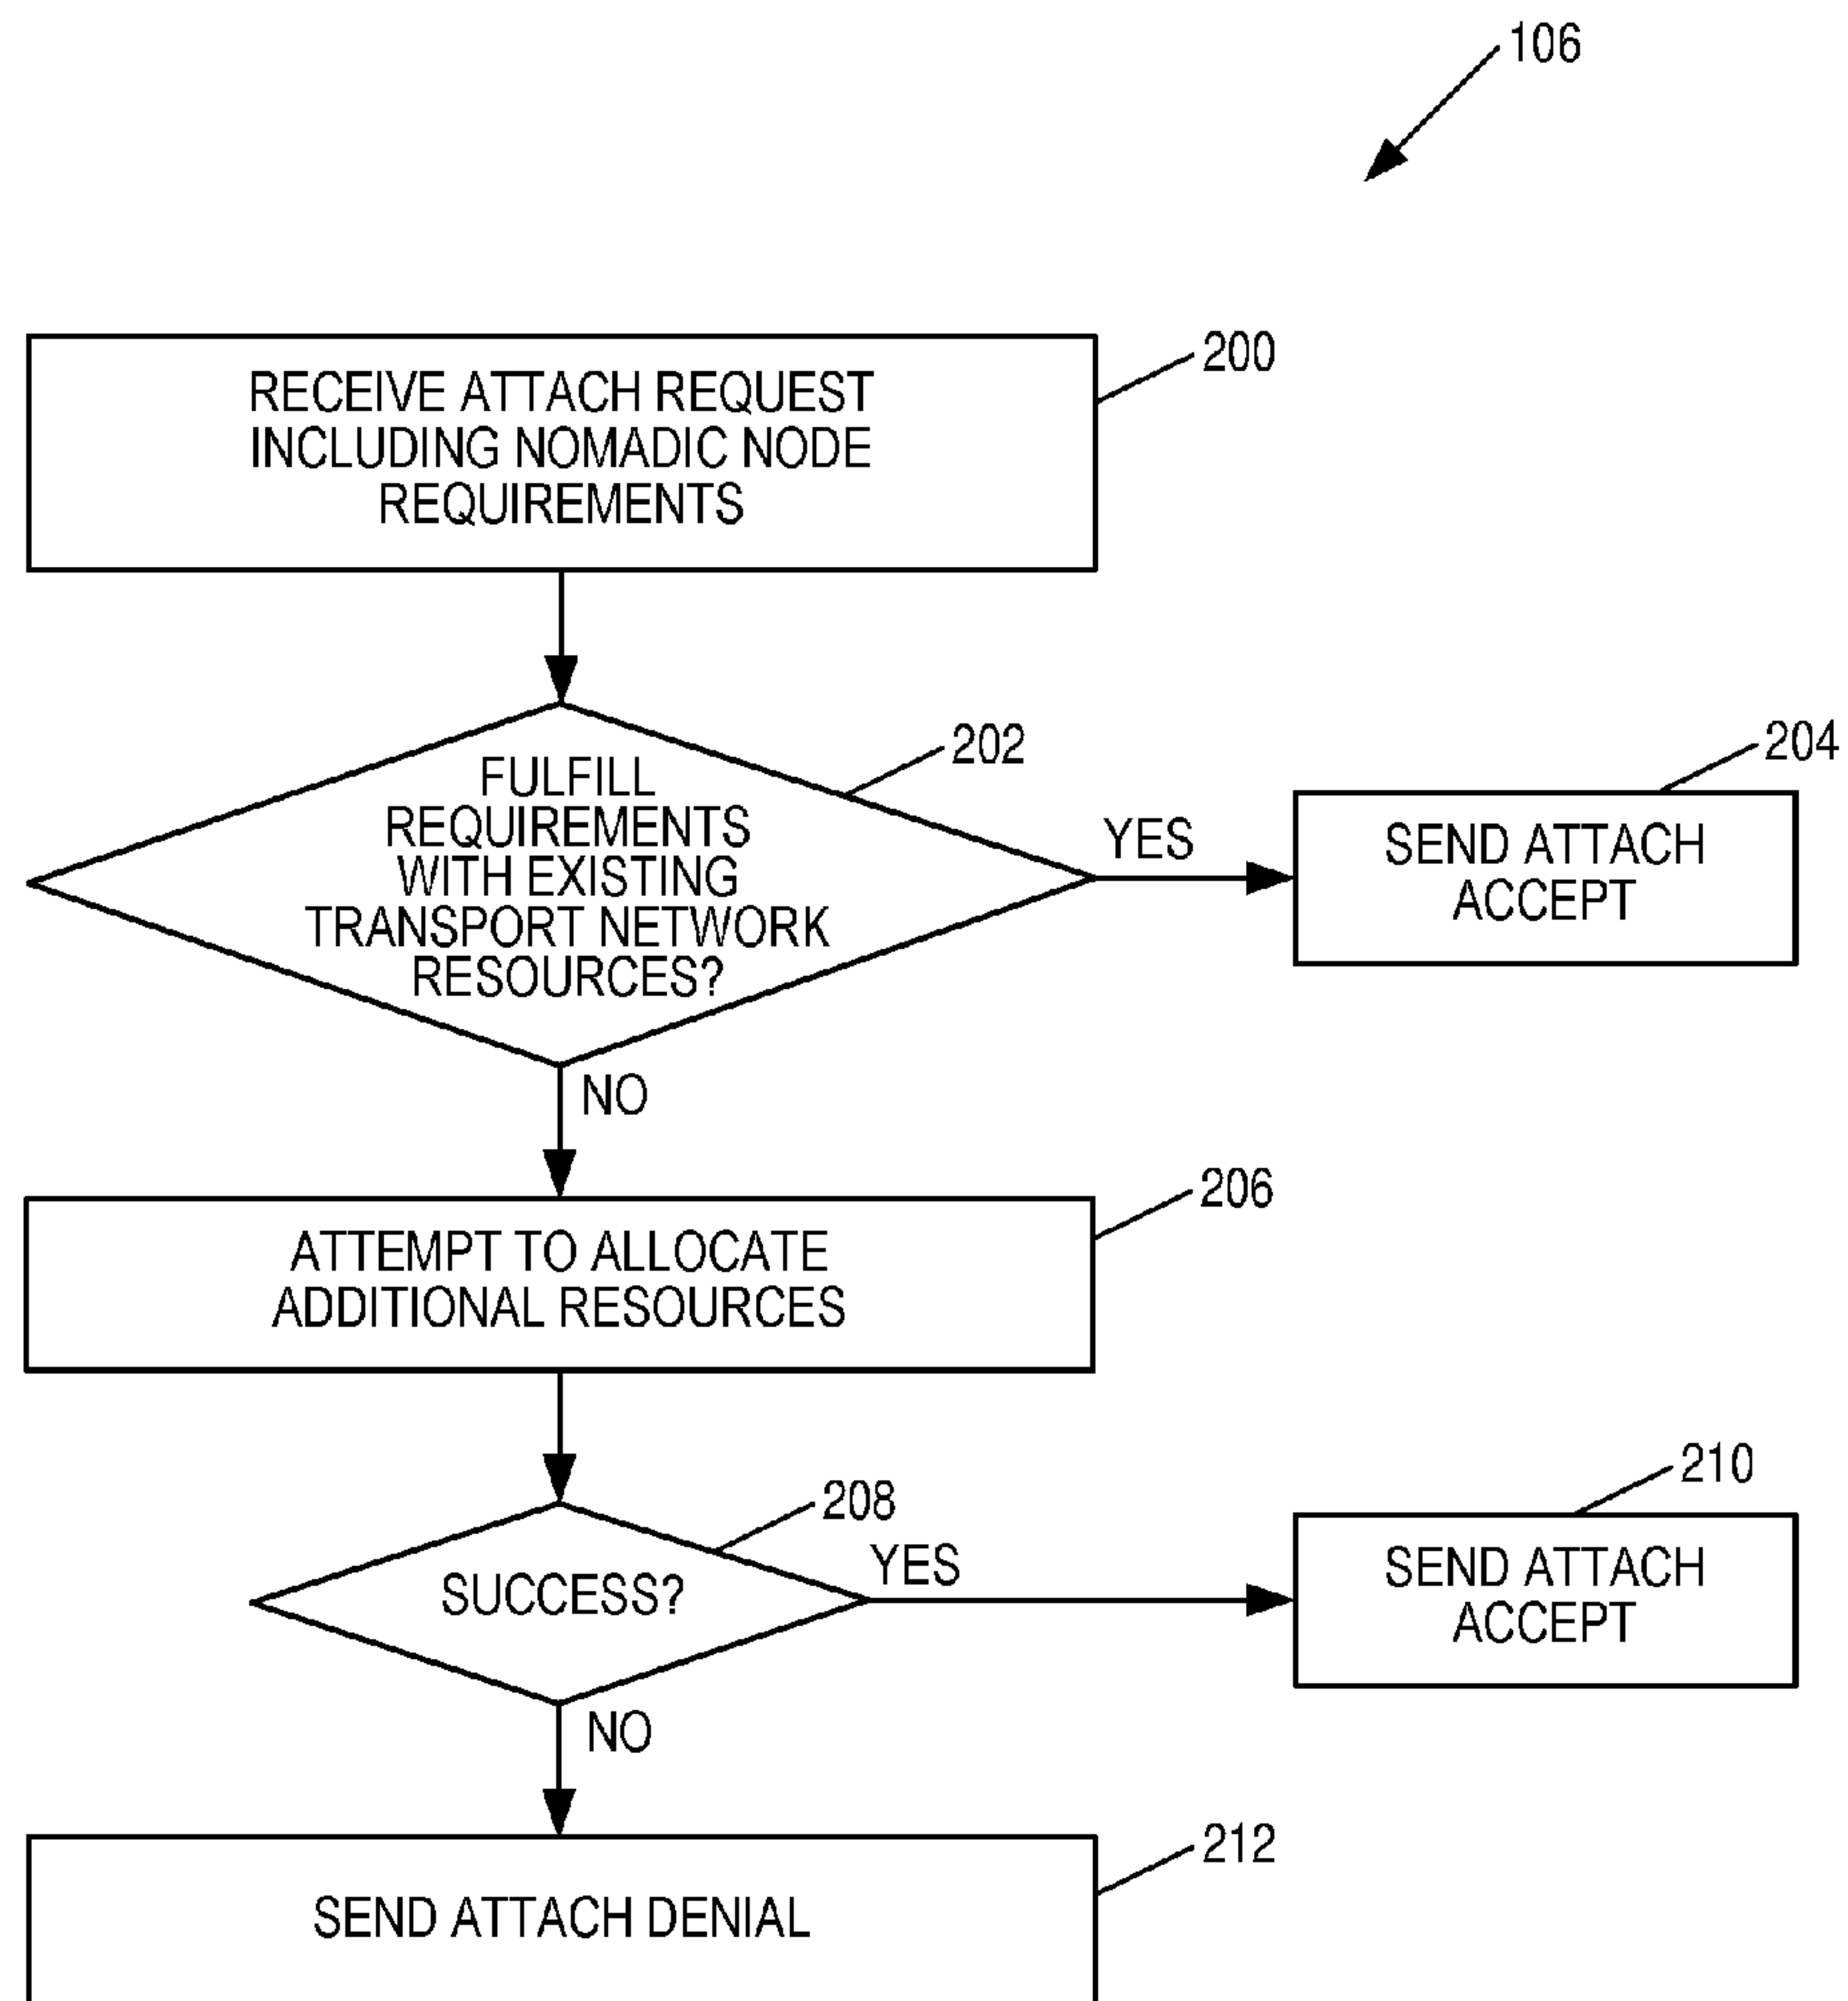 106
200
RECEIVE ATTACH REQUEST
INCLUDING NOMADIC NODE
REQUIREMENTS
202
FULFILL
REQUIREMENTS
WITH EXISTING
TRANSPORT NETWORK
RESOURCES?
YES
204
SEND ATTACH
ACCEPT
NO
206
ATTEMPT TO ALLOCATE
ADDITIONAL RESOURCES
208
SUCCESS?
YES
210
SEND ATTACH
ACCEPT
NO
212
SEND ATTACH DENIAL